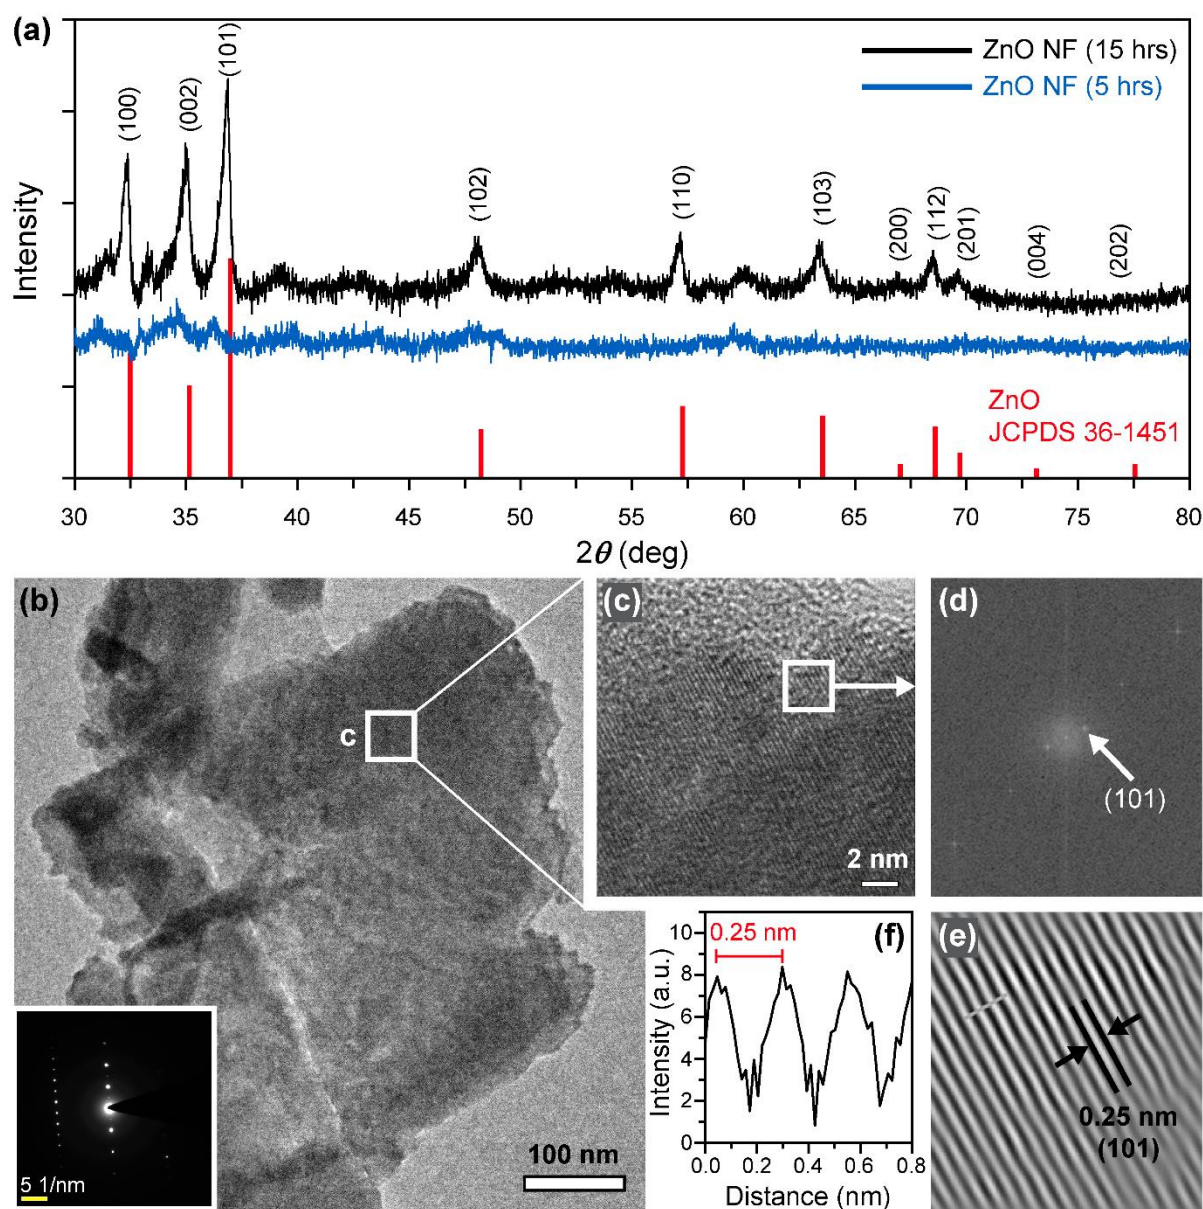 (a)
ZnO NF (15 hrs)
ZnO NF (5 hrs)
(100)
(002)
(101)
(102)
(110)
(103)
(200)
(112)
(201)
(004)
(202)
Intensity
ZnO
JCPDS 36-1451
30 35 40 45 50 55 60 65 70 75 80
2θ (deg)
(b)
c
100 nm
5 1/nm
(c)
2 nm
(d)
(101)
(f)
0.25 nm
Intensity (a.u.)
10
8
6
4
2
0
0.0 0.2 0.4 0.6 0.8
Distance (nm)
(e)
0.25 nm
(101)